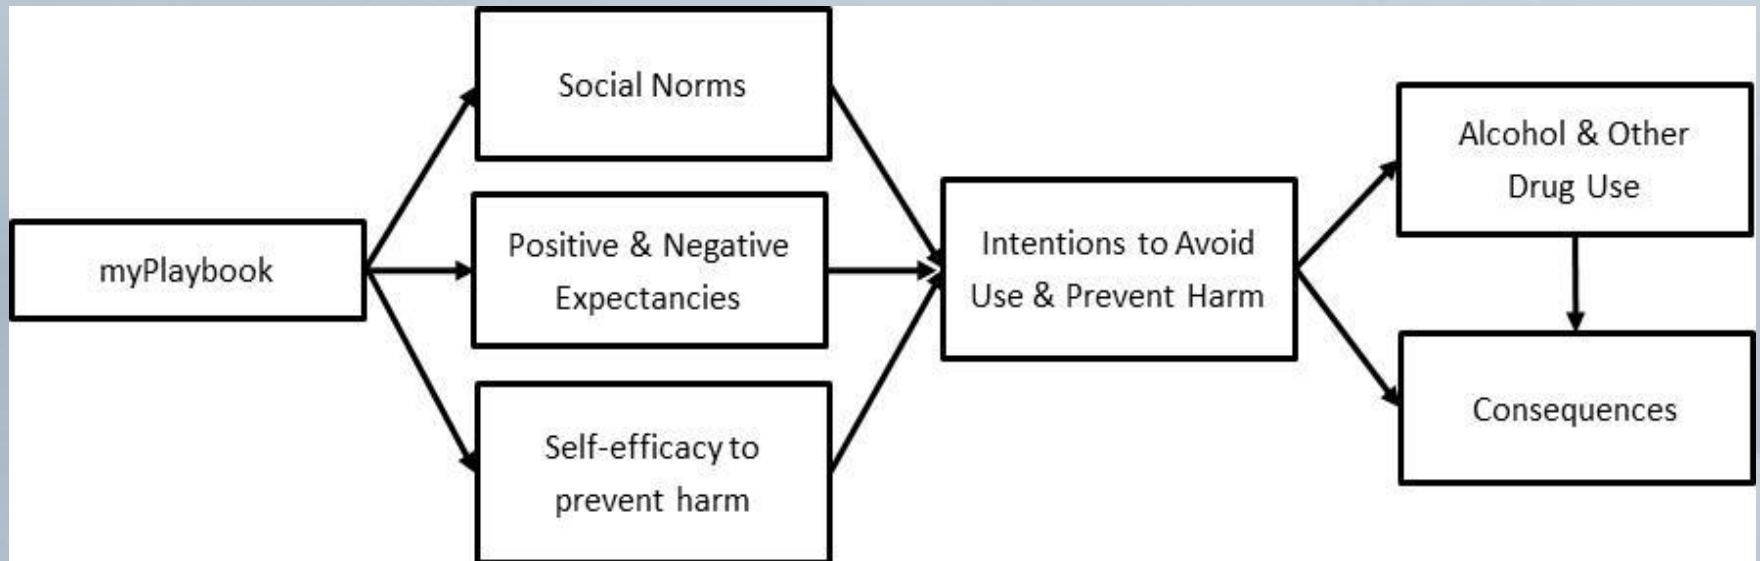 myPlaybook
Social Norms
Positive & Negative
Expectancies
Self-efficacy to
prevent harm
Intentions to Avoid
Use & Prevent Harm
Alcohol & Other
Drug Use
Consequences